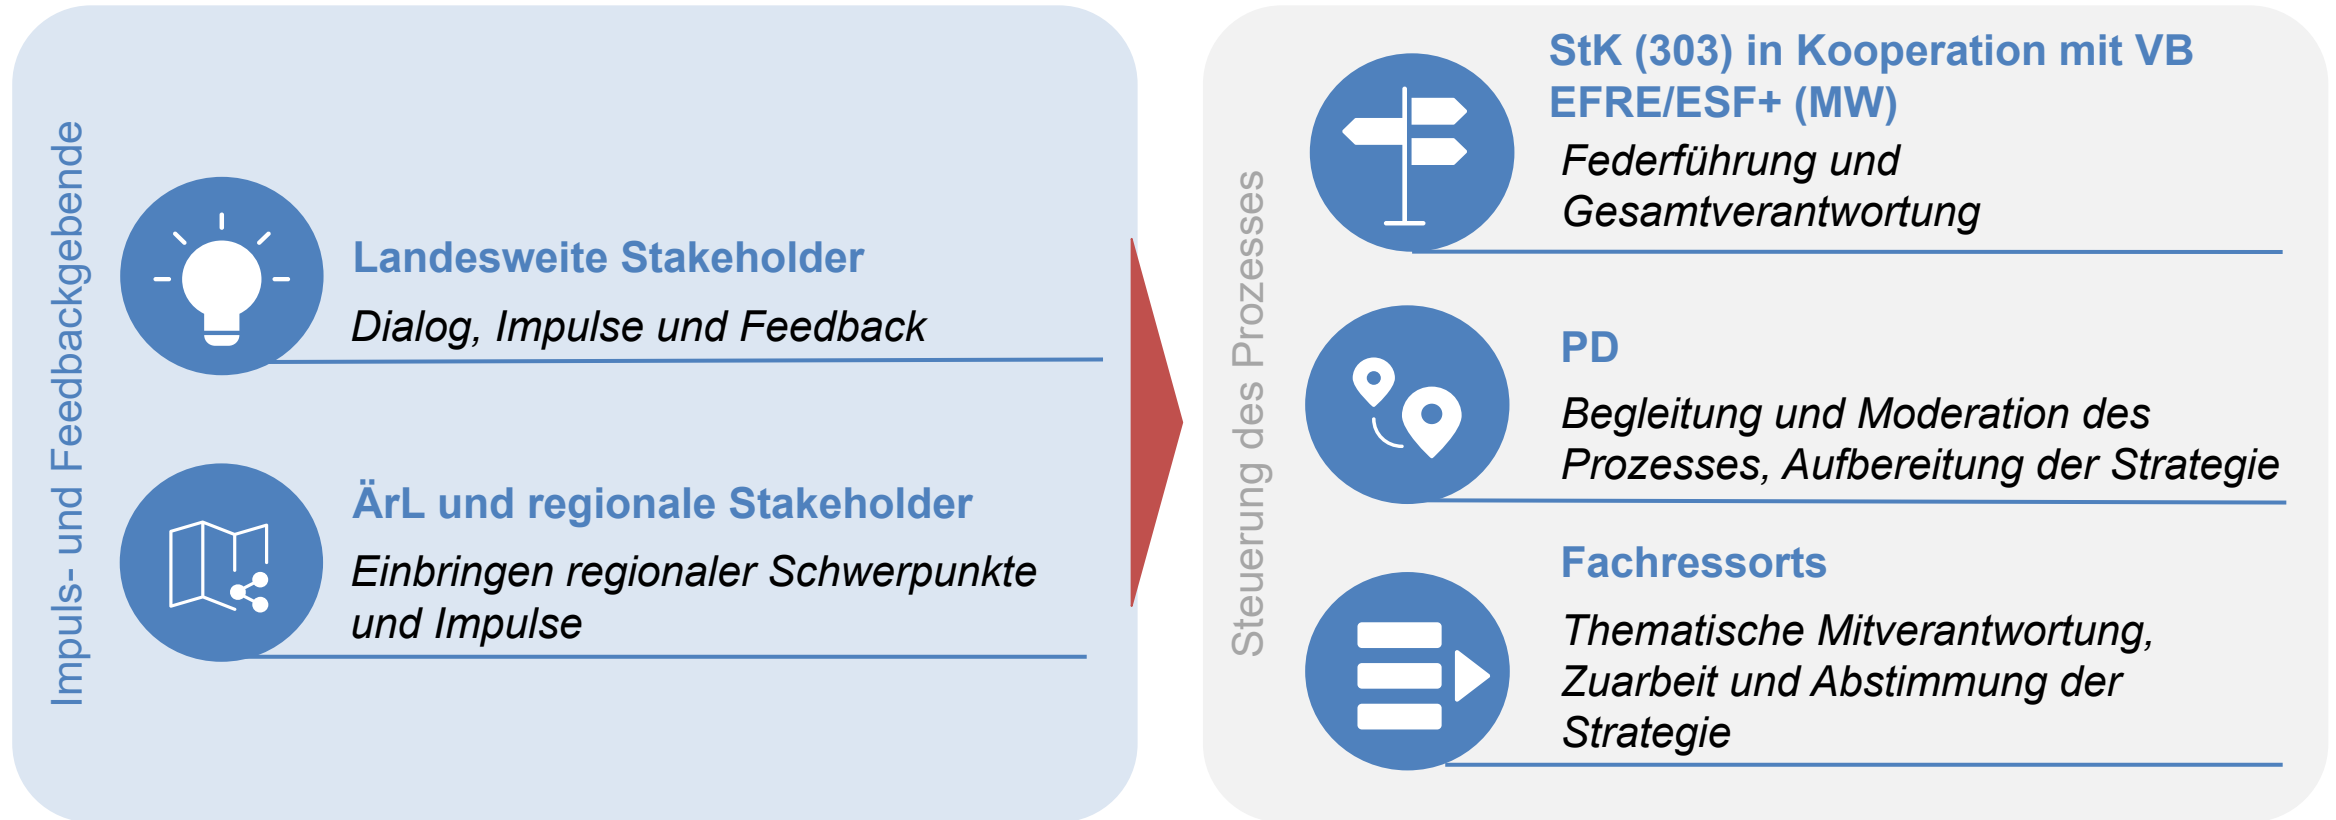 Impuls- und Feedbackgebende
Landesweite Stakeholder
Dialog, Impulse und Feedback
ÄrL und regionale Stakeholder
Einbringen regionaler Schwerpunkte
und Impulse
Steuerung des Prozesses
StK (303) in Kooperation mit VB
EFRE/ESF+ (MW)
Federführung und
Gesamtverantwortung
PD
Begleitung und Moderation des
Prozesses, Aufbereitung der Strategie
Fachressorts
Thematische Mitverantwortung,
Zuarbeit und Abstimmung der
Strategie